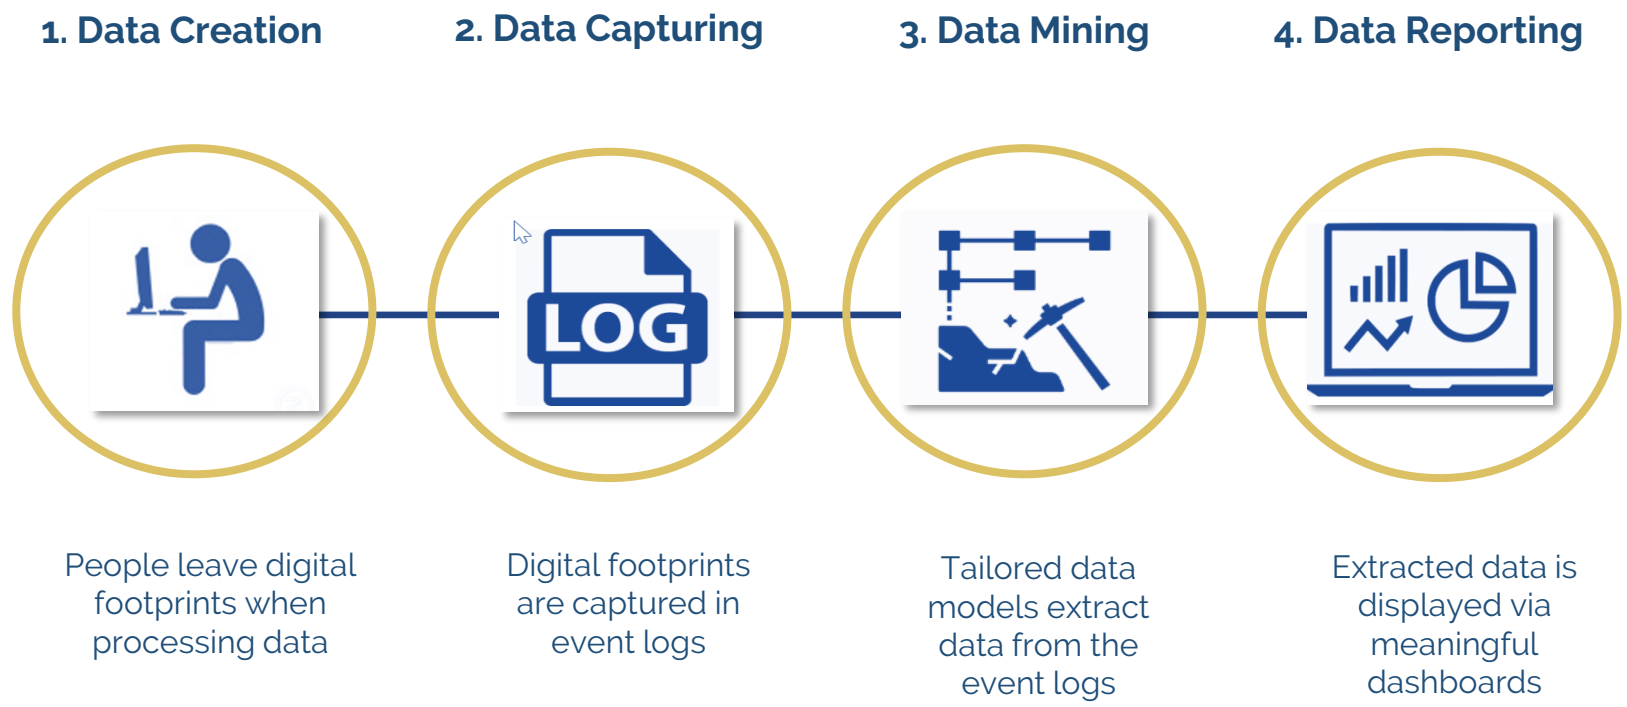 1. Data Creation
2. Data Capturing
3. Data Mining
4. Data Reporting
LOG
People leave digital
footprints when
processing data
Digital footprints
are captured in
event logs
Tailored data
models extract
data from the
event logs
Extracted data is
displayed via
meaningful
dashboards